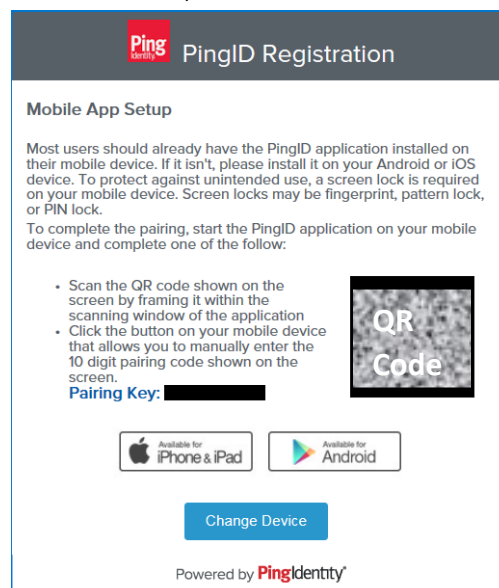 Ping
Identity
PingID Registration
Mobile App Setup
Most users should already have the PingID application installed on
their mobile device. If it isn't, please install it on your Android or iOS
device. To protect against unintended use, a screen lock is required
on your mobile device. Screen locks may be fingerprint, pattern lock,
or PIN lock.
To complete the pairing, start the PingID application on your mobile
device and complete one of the follow:
• Scan the QR code shown on the
screen by framing it within the
scanning window of the application
• Click the button on your mobile device
that allows you to manually enter the
10 digit pairing code shown on the
screen.
Pairing Key:
QR
Code
Available for
iPhone & iPad
Available for
Android
Change Device
Powered by PingIdentity